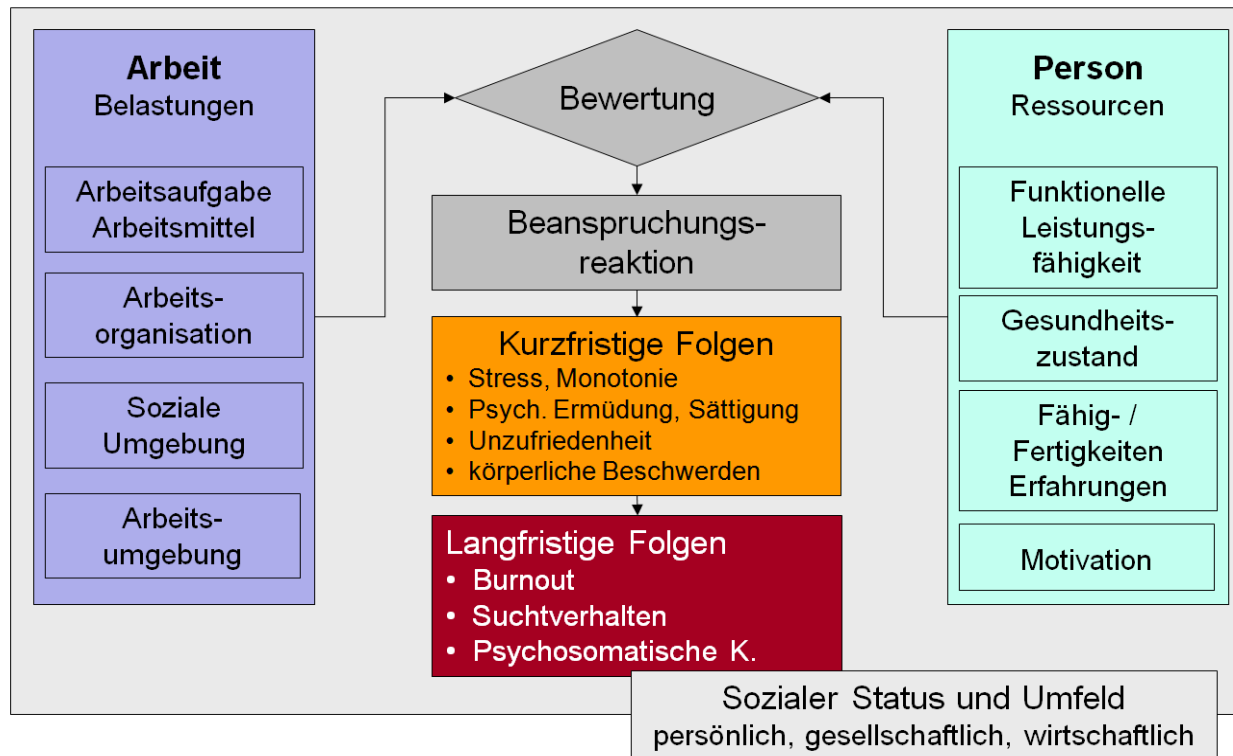 Arbeit
Belastungen
Arbeitsaufgabe
Arbeitsmittel
Arbeits-
organisation
Soziale
Umgebung
Arbeits-
umgebung
Bewertung
Beanspruchungs-
reaktion
Kurzfristige Folgen
• Stress, Monotonie
• Psych. Ermüdung, Sättigung
• Unzufriedenheit
• körperliche Beschwerden
Langfristige Folgen
• Burnout
• Suchtverhalten
• Psychosomatische K.
Person
Ressourcen
Funktionelle
Leistungs-
fähigkeit
Gesundheits-
zustand
Fähig- /
Fertigkeiten
Erfahrungen
Motivation
Sozialer Status und Umfeld
persönlich, gesellschaftlich, wirtschaftlich